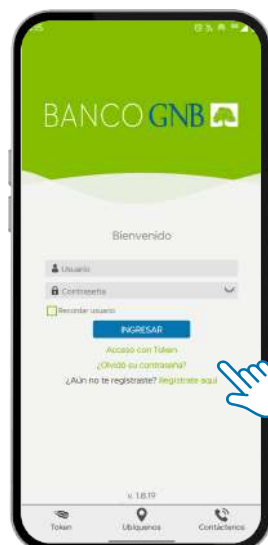 BANCO GNB
Bienvenido
Usuario
Contraseña
Recordar usuario
INGRESAR
Acceso con Token
¿Olvidó su contraseña?
¿Aún no te registraste? Regístrate aquí
v. 1.8.19
Token Ubíquenos Contáctenos